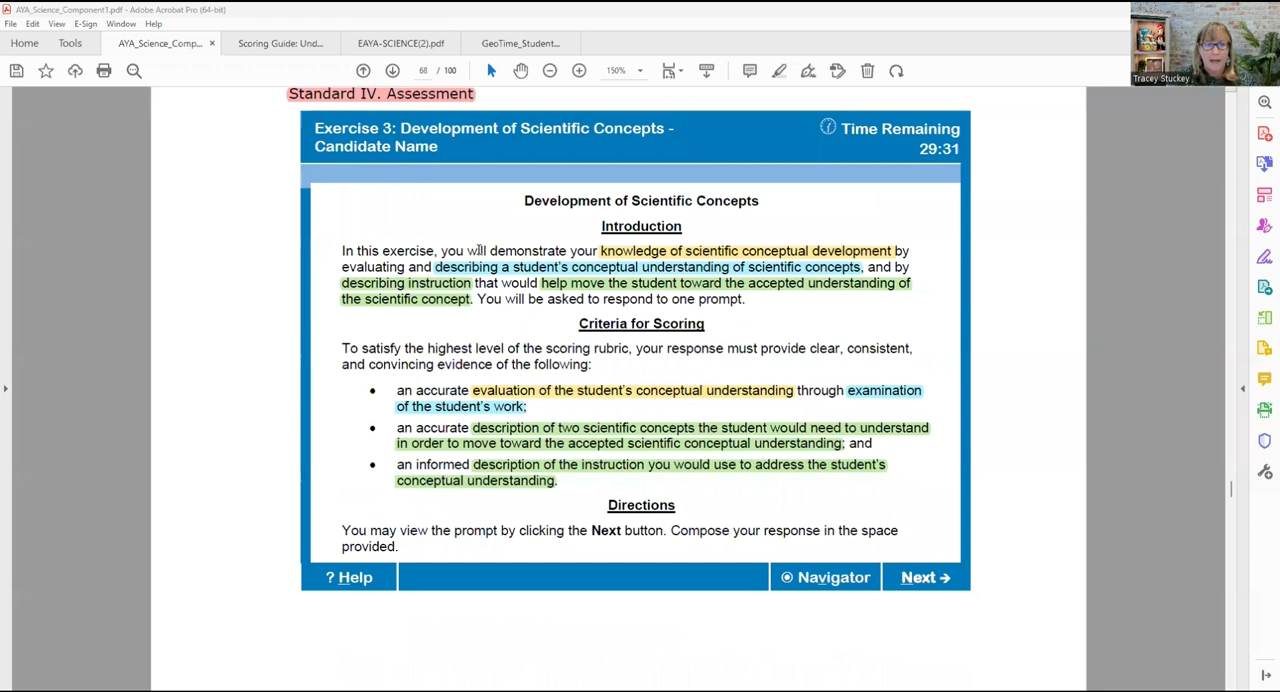 AYA_Science_Component1.pdf - Adobe Acrobat Pro (64-bit)
File Edit View E-Sign Window Help
Home Tools AYA_Science_Comp... × Scoring Guide: Und... EAYA-SCIENCE(2).pdf GeoTime_Student...
68 / 100 150%
Tracey Stuckey
Standard IV. Assessment
Exercise 3: Development of Scientific Concepts -
Candidate Name
Time Remaining
29:31
Development of Scientific Concepts
Introduction
In this exercise, you will demonstrate your knowledge of scientific conceptual development by
evaluating and describing a student's conceptual understanding of scientific concepts, and by
describing instruction that would help move the student toward the accepted understanding of
the scientific concept. You will be asked to respond to one prompt.
Criteria for Scoring
To satisfy the highest level of the scoring rubric, your response must provide clear, consistent,
and convincing evidence of the following:
• an accurate evaluation of the student's conceptual understanding through examination
of the student's work;
• an accurate description of two scientific concepts the student would need to understand
in order to move toward the accepted scientific conceptual understanding; and
• an informed description of the instruction you would use to address the student's
conceptual understanding.
Directions
You may view the prompt by clicking the Next button. Compose your response in the space
provided.
? Help Navigator Next →